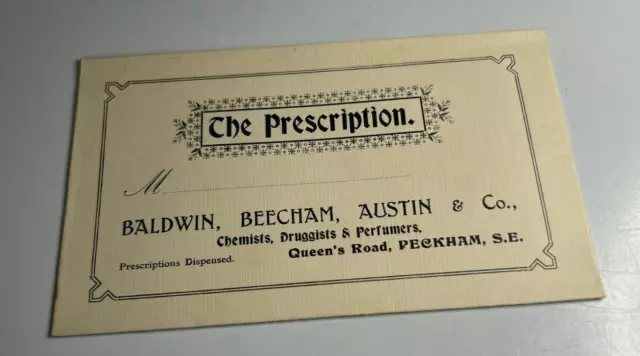 The Prescription.
M
BALDWIN, BEECHAM, AUSTIN & Co.,
Chemists, Druggists & Perfumers,
Prescriptions Dispensed. Queen's Road, PECKHAM, S.E.